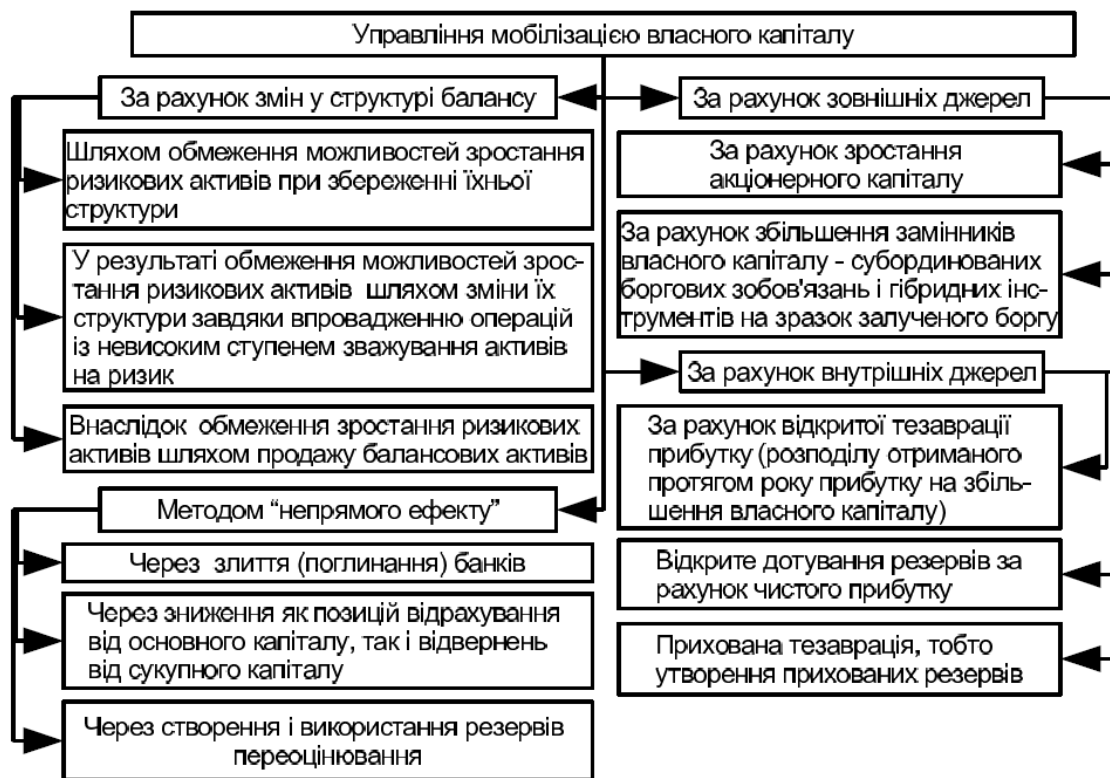 Управління мобілізацією власного капіталу
За рахунок змін у структурі балансу
Шляхом обмеження можливостей зростання
ризикових активів при збереженні їхньої
структури
У результаті обмеження можливостей зрос-
тання ризикових активів шляхом зміни їх
структури завдяки впровадженню операцій
із невисоким ступенем зважування активів
на ризик
Внаслідок обмеження зростання ризикових
активів шляхом продажу балансових активів
Методом “непрямого ефекту”
Через злиття (поглинання) банків
Через зниження як позицій відрахування
від основного капіталу, так і відвернень
від сукупного капіталу
Через створення і використання резервів
переоцінювання
За рахунок зовнішніх джерел
За рахунок зростання
акціонерного капіталу
За рахунок збільшення замінників
власного капіталу - субординованих
боргових зобов'язань і гібридних інс-
трументів на зразок залученого боргу
За рахунок внутрішніх джерел
За рахунок відкритої тезаврації
прибутку (розподілу отриманого
протягом року прибутку на збіль-
шення власного капіталу)
Відкрите дотування резервів за
рахунок чистого прибутку
Прихована тезаврація, тобто
утворення прихованих резервів